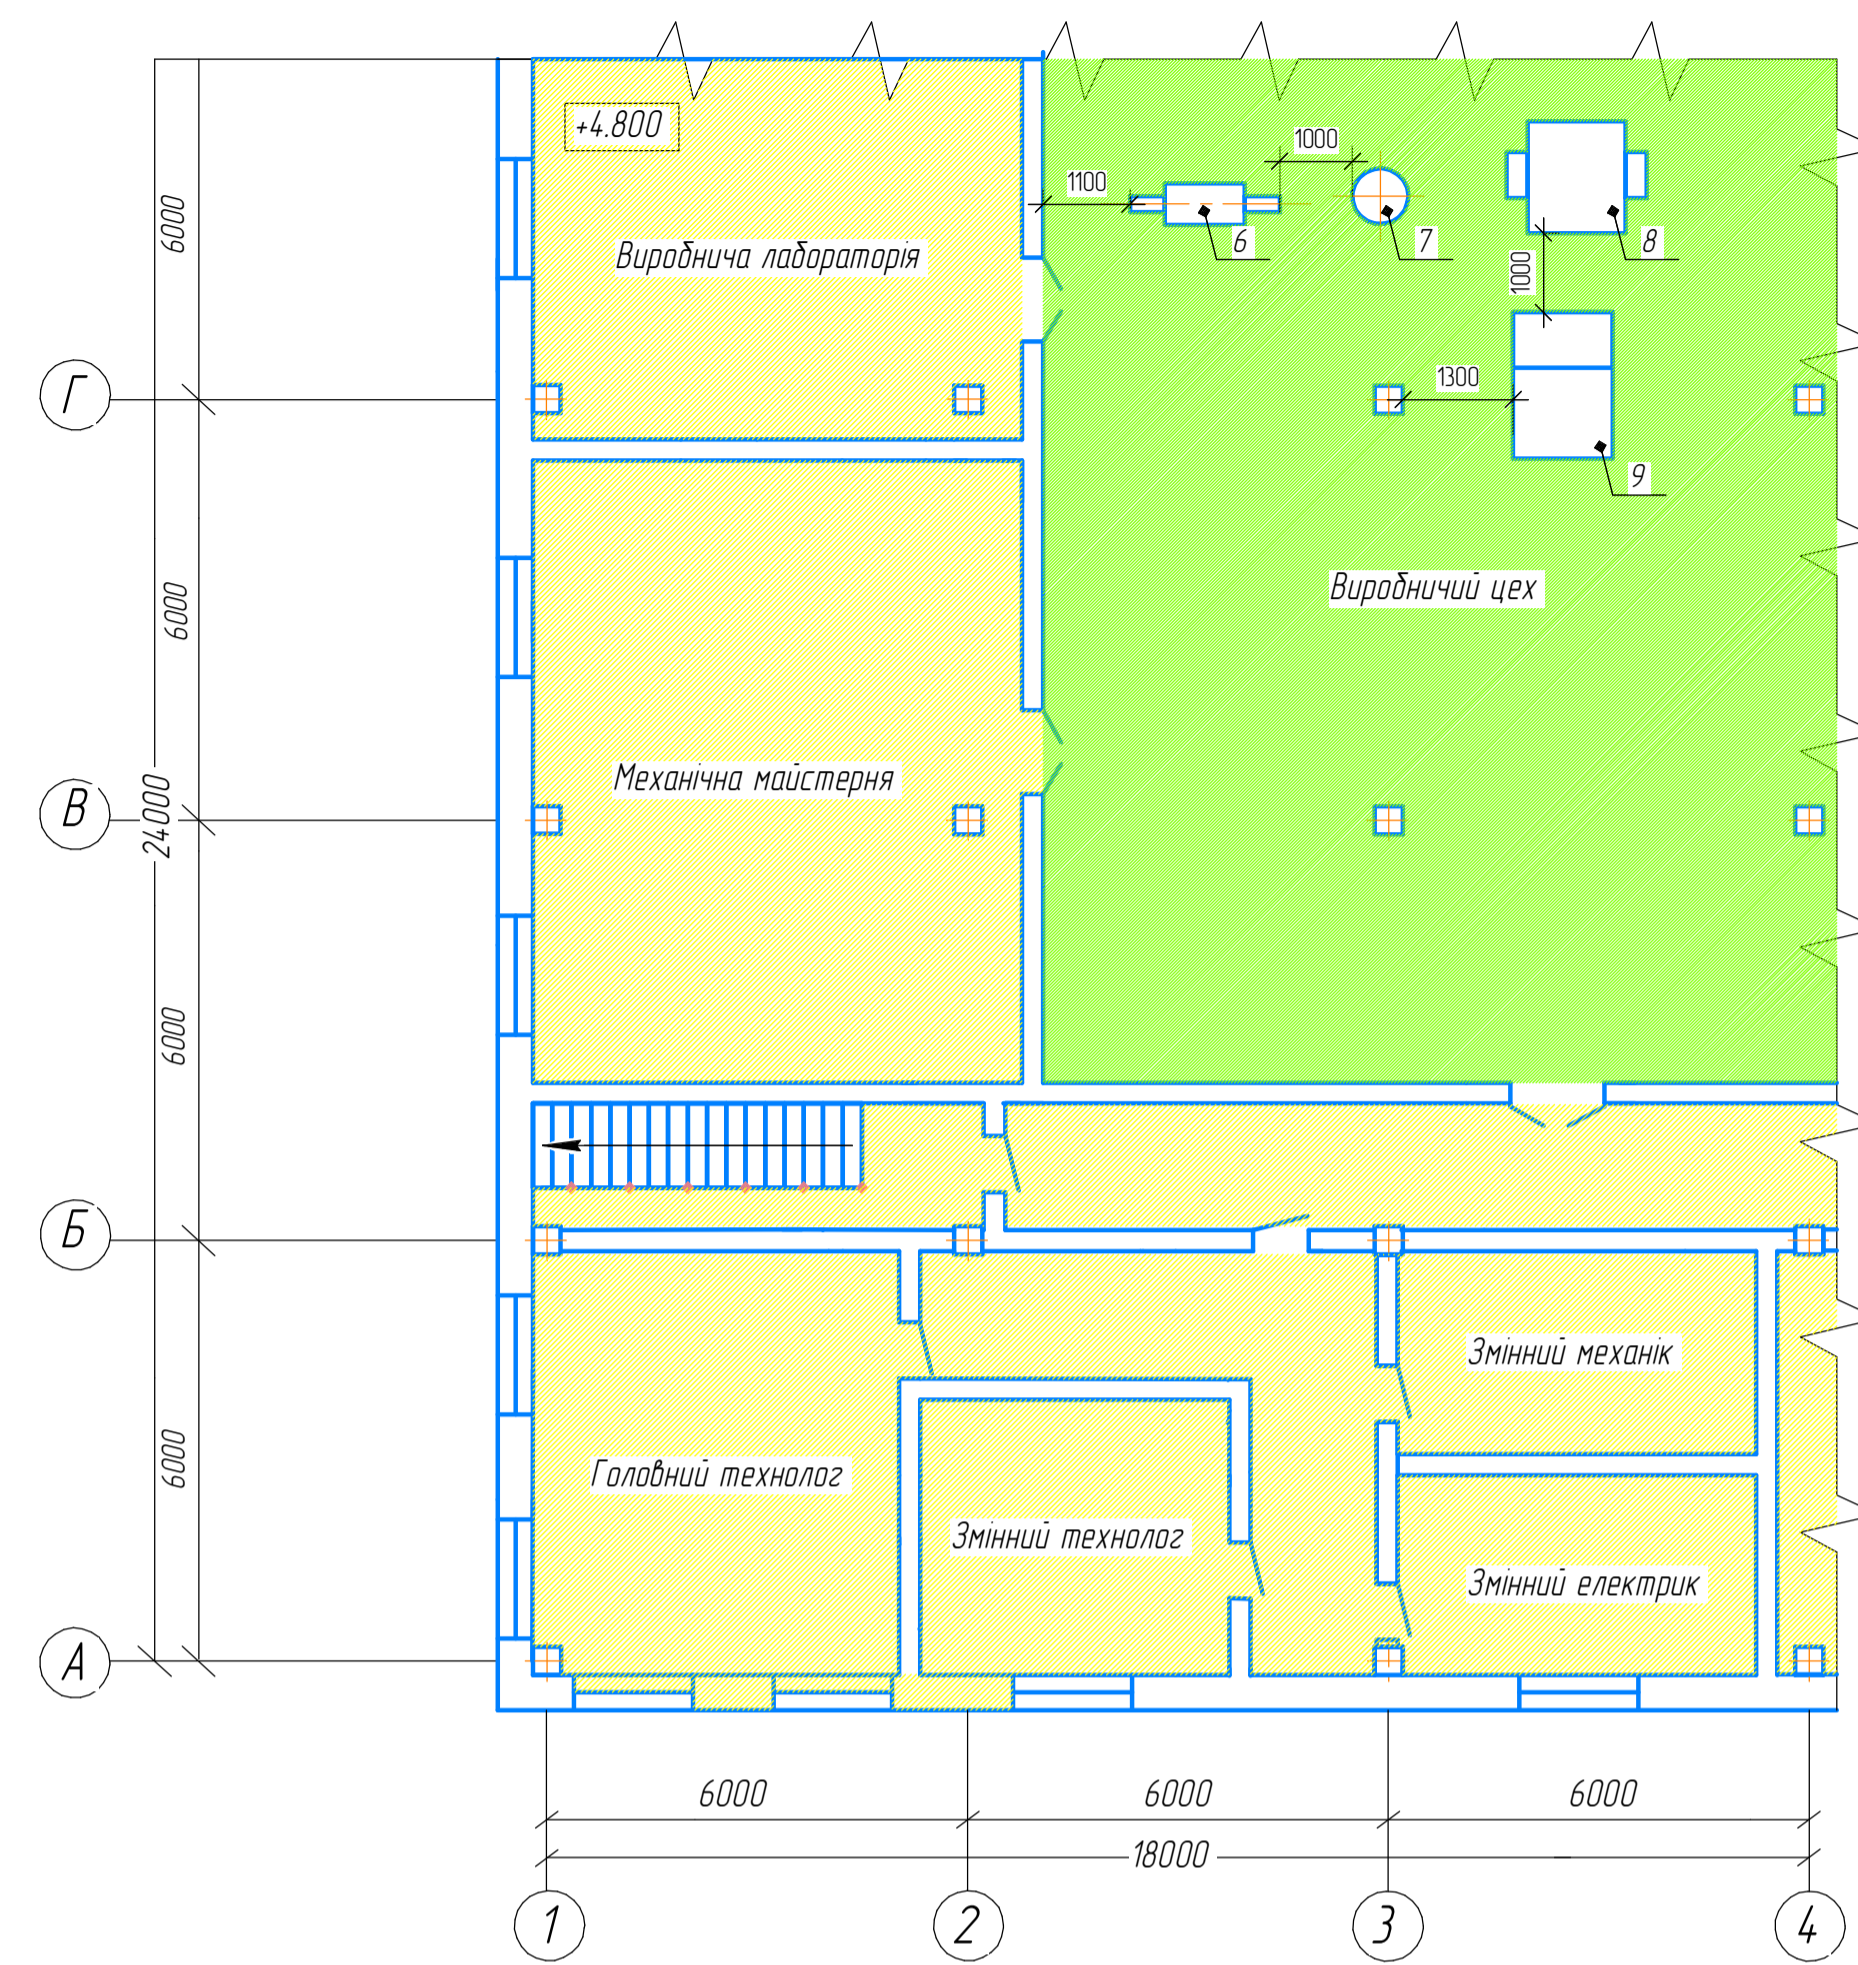 +4.800
1000
1100
6000
Виробнича лабораторія
6
7
8
1000
1300
Г
9
6000
Виробничий цех
Механічна майстерня
В
24000
6000
Б
Змінний механік
6000
Головний технолог
Змінний технолог
Змінний електрик
А
6000
6000
6000
18000
1
2
3
4